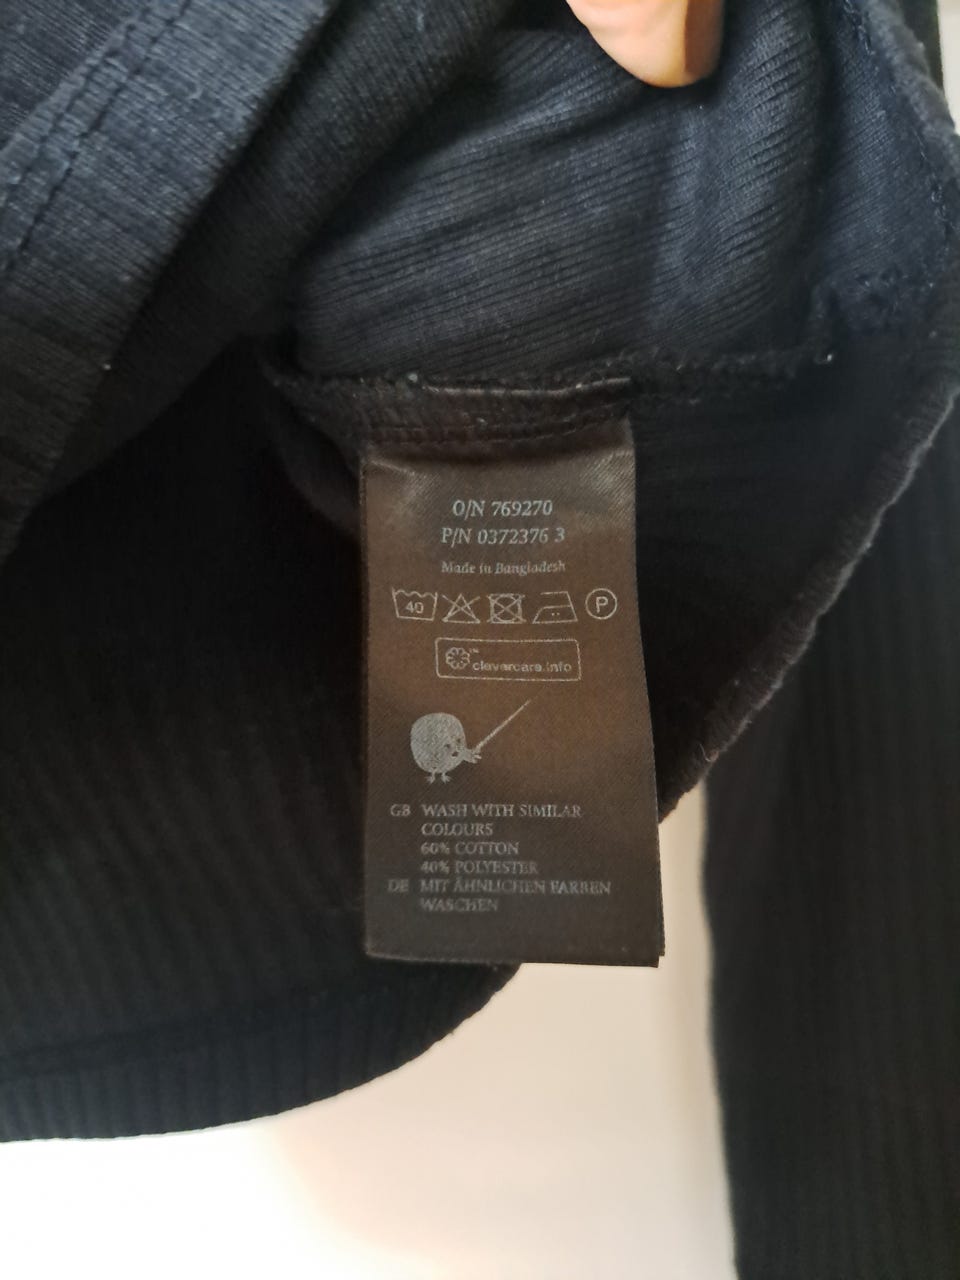 O/N 769270
P/N 0372376 3
Made in Bangladesh
40 P
clevercare.info
GB WASH WITH SIMILAR
COLOURS
60% COTTON
40% POLYESTER
DE MIT ÄHNLICHEN FARBEN
WASCHEN